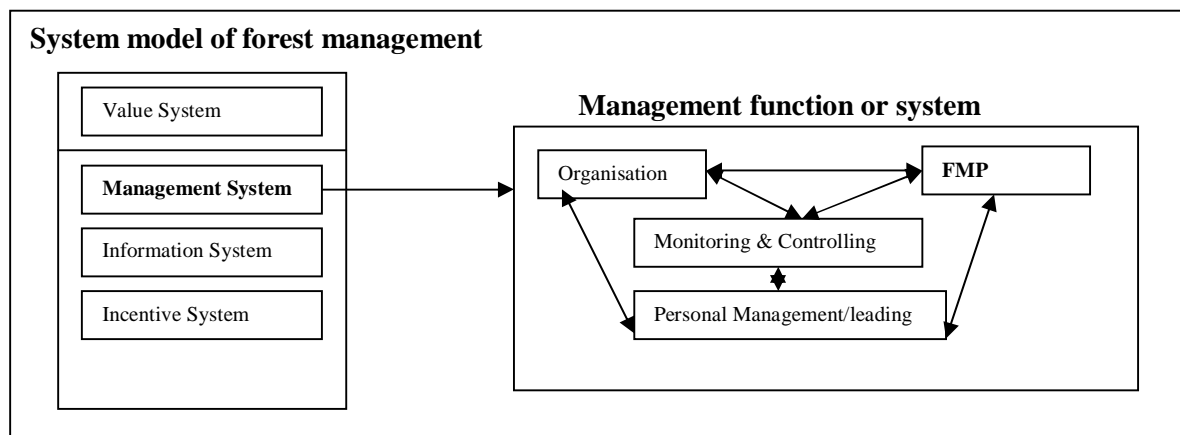 System model of forest management
Value System
Management System
Information System
Incentive System
Management function or system
Organisation
FMP
Monitoring & Controlling
Personal Management/leading